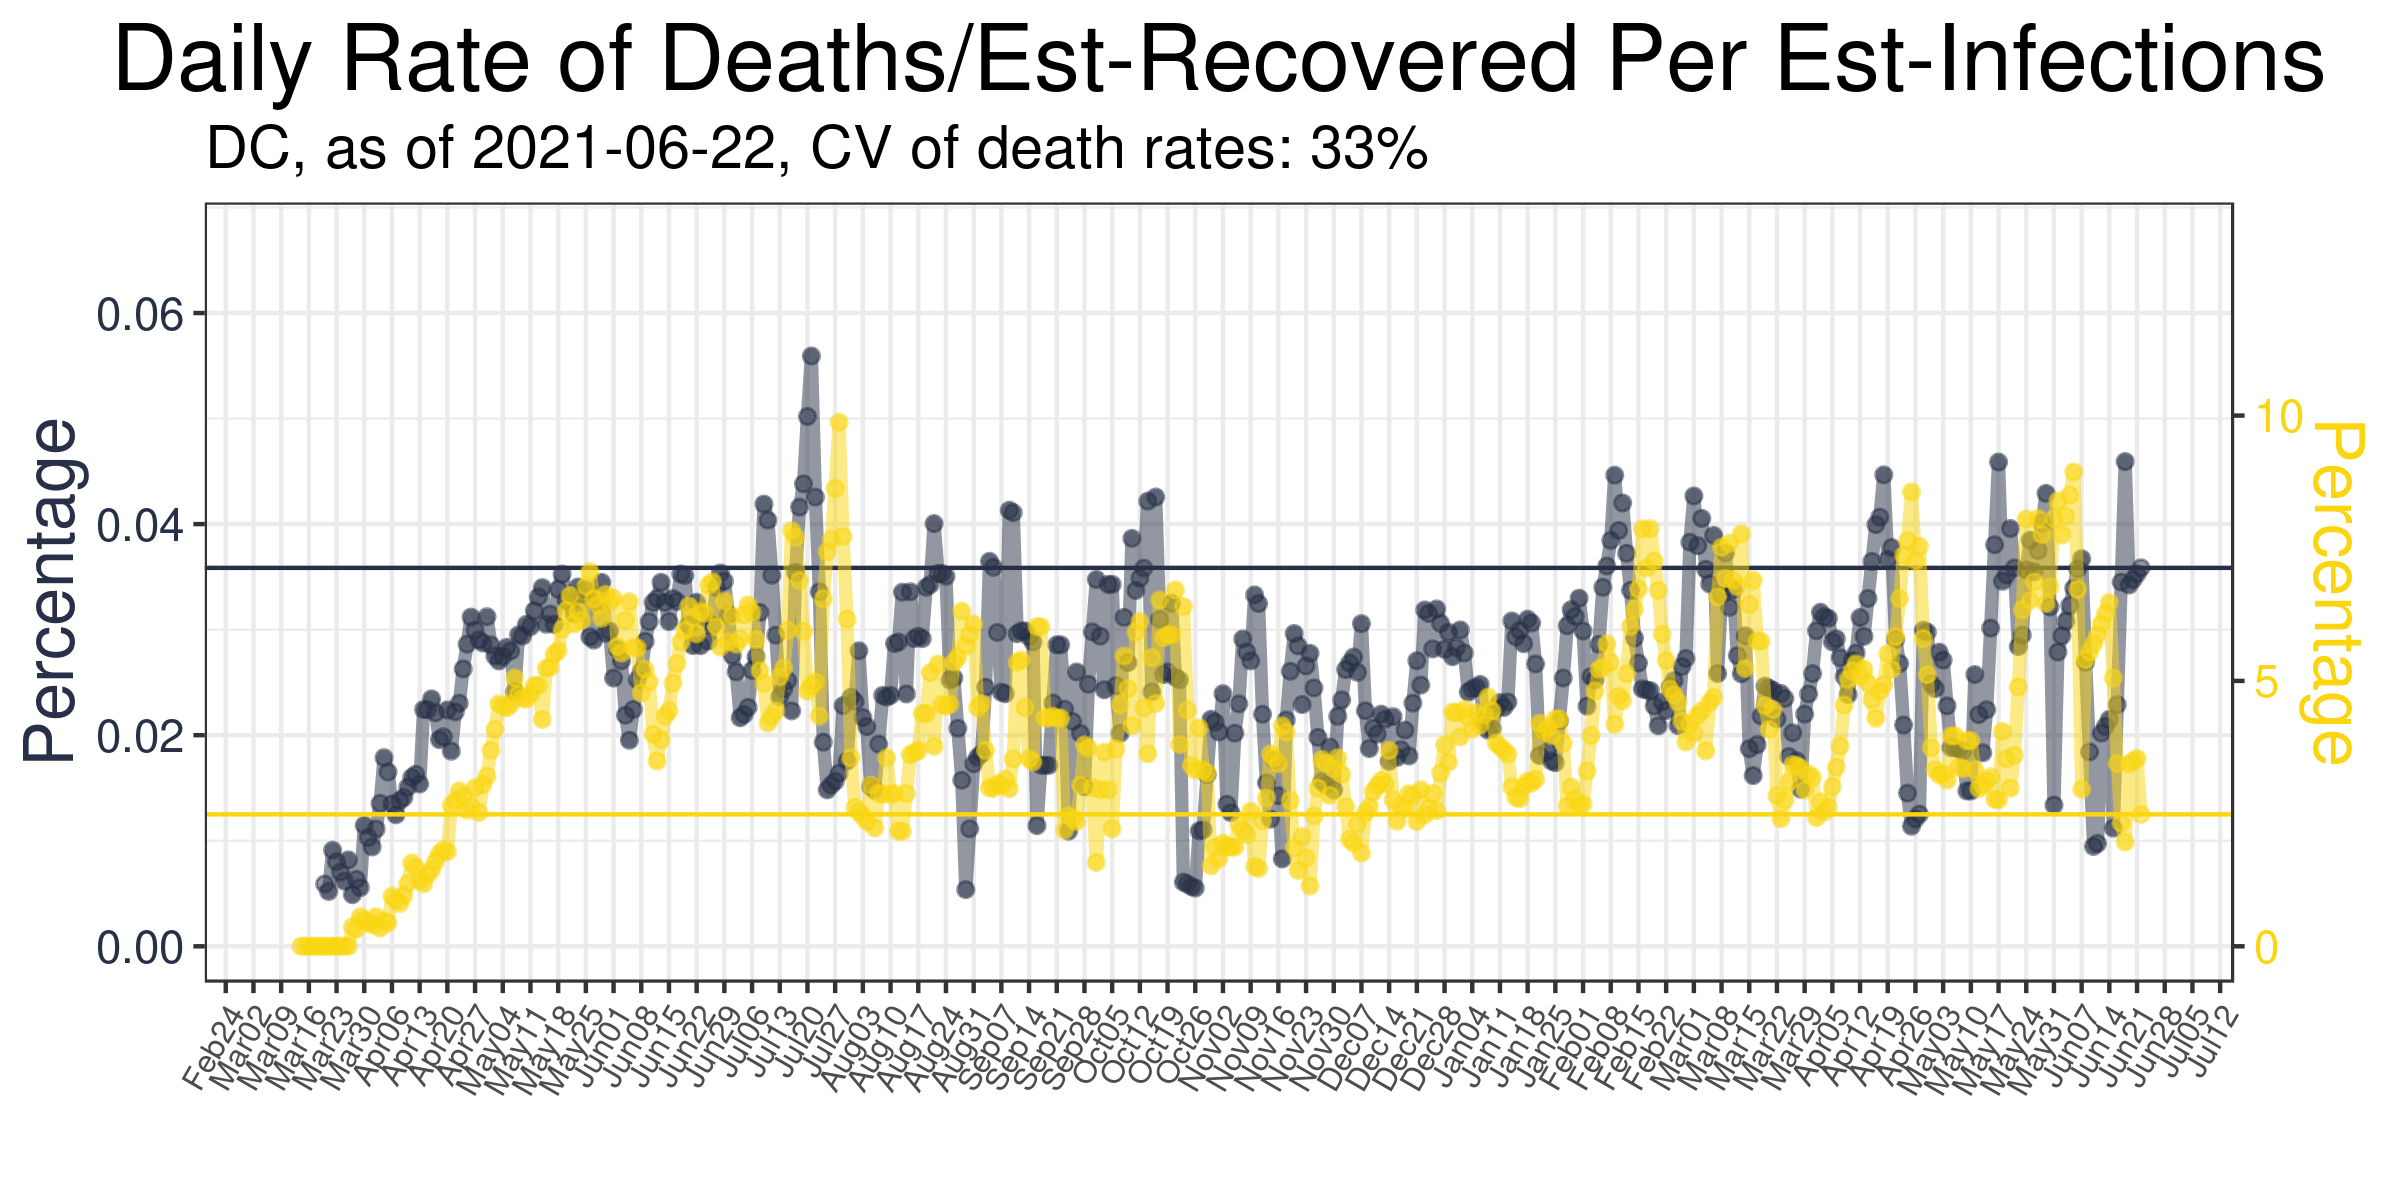 Daily Rate of Deaths/Est-Recovered Per Est-Infections
DC, as of 2021-06-22, CV of death rates: 33%
Percentage
0.06
0.04
0.02
0.00
10
5
0
Percentage
Feb24
Mar02
Mar09
Mar16
Mar23
Mar30
Apr06
Apr13
Apr20
Apr27
May04
May11
May18
May25
Jun01
Jun08
Jun15
Jun22
Jun29
Jul06
Jul13
Jul20
Jul27
Aug03
Aug10
Aug17
Aug24
Aug31
Sep07
Sep14
Sep21
Sep28
Oct05
Oct12
Oct19
Oct26
Nov02
Nov09
Nov16
Nov23
Nov30
Dec07
Dec14
Dec21
Dec28
Jan04
Jan11
Jan18
Jan25
Feb01
Feb08
Feb15
Feb22
Mar01
Mar08
Mar15
Mar22
Mar29
Apr05
Apr12
Apr19
Apr26
May03
May10
May17
May24
May31
Jun07
Jun14
Jun21
Jun28
Jul05
Jul12